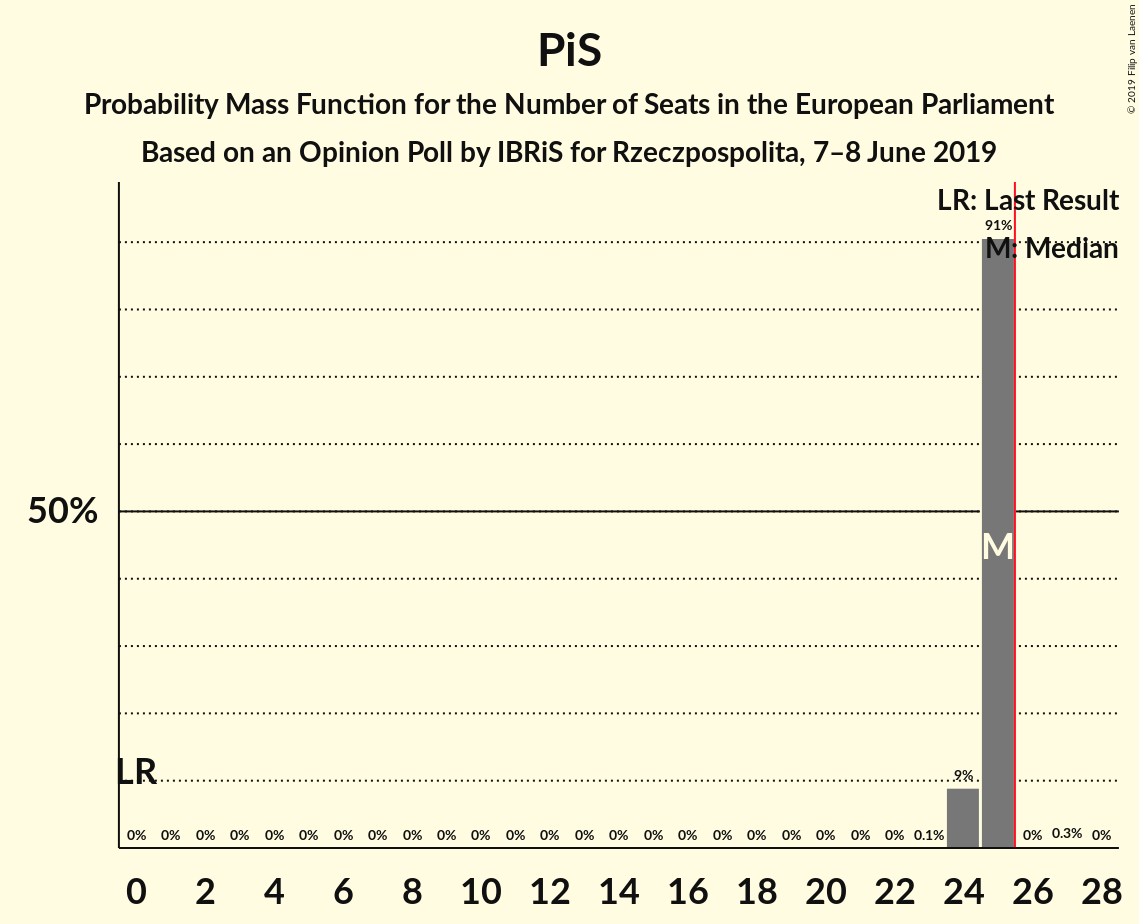 PiS
Probability Mass Function for the Number of Seats in the European Parliament
Based on an Opinion Poll by IBRiS for Rzeczpospolita, 7–8 June 2019
© 2019 Filip van Laenen
LR: Last Result
91%
M: Median
50%
M
LR
9%
0% 0% 0% 0% 0% 0% 0% 0% 0% 0% 0% 0% 0% 0% 0% 0% 0% 0% 0% 0% 0% 0% 0% 0.1% 0% 0.3% 0%
0 2 4 6 8 10 12 14 16 18 20 22 24 26 28